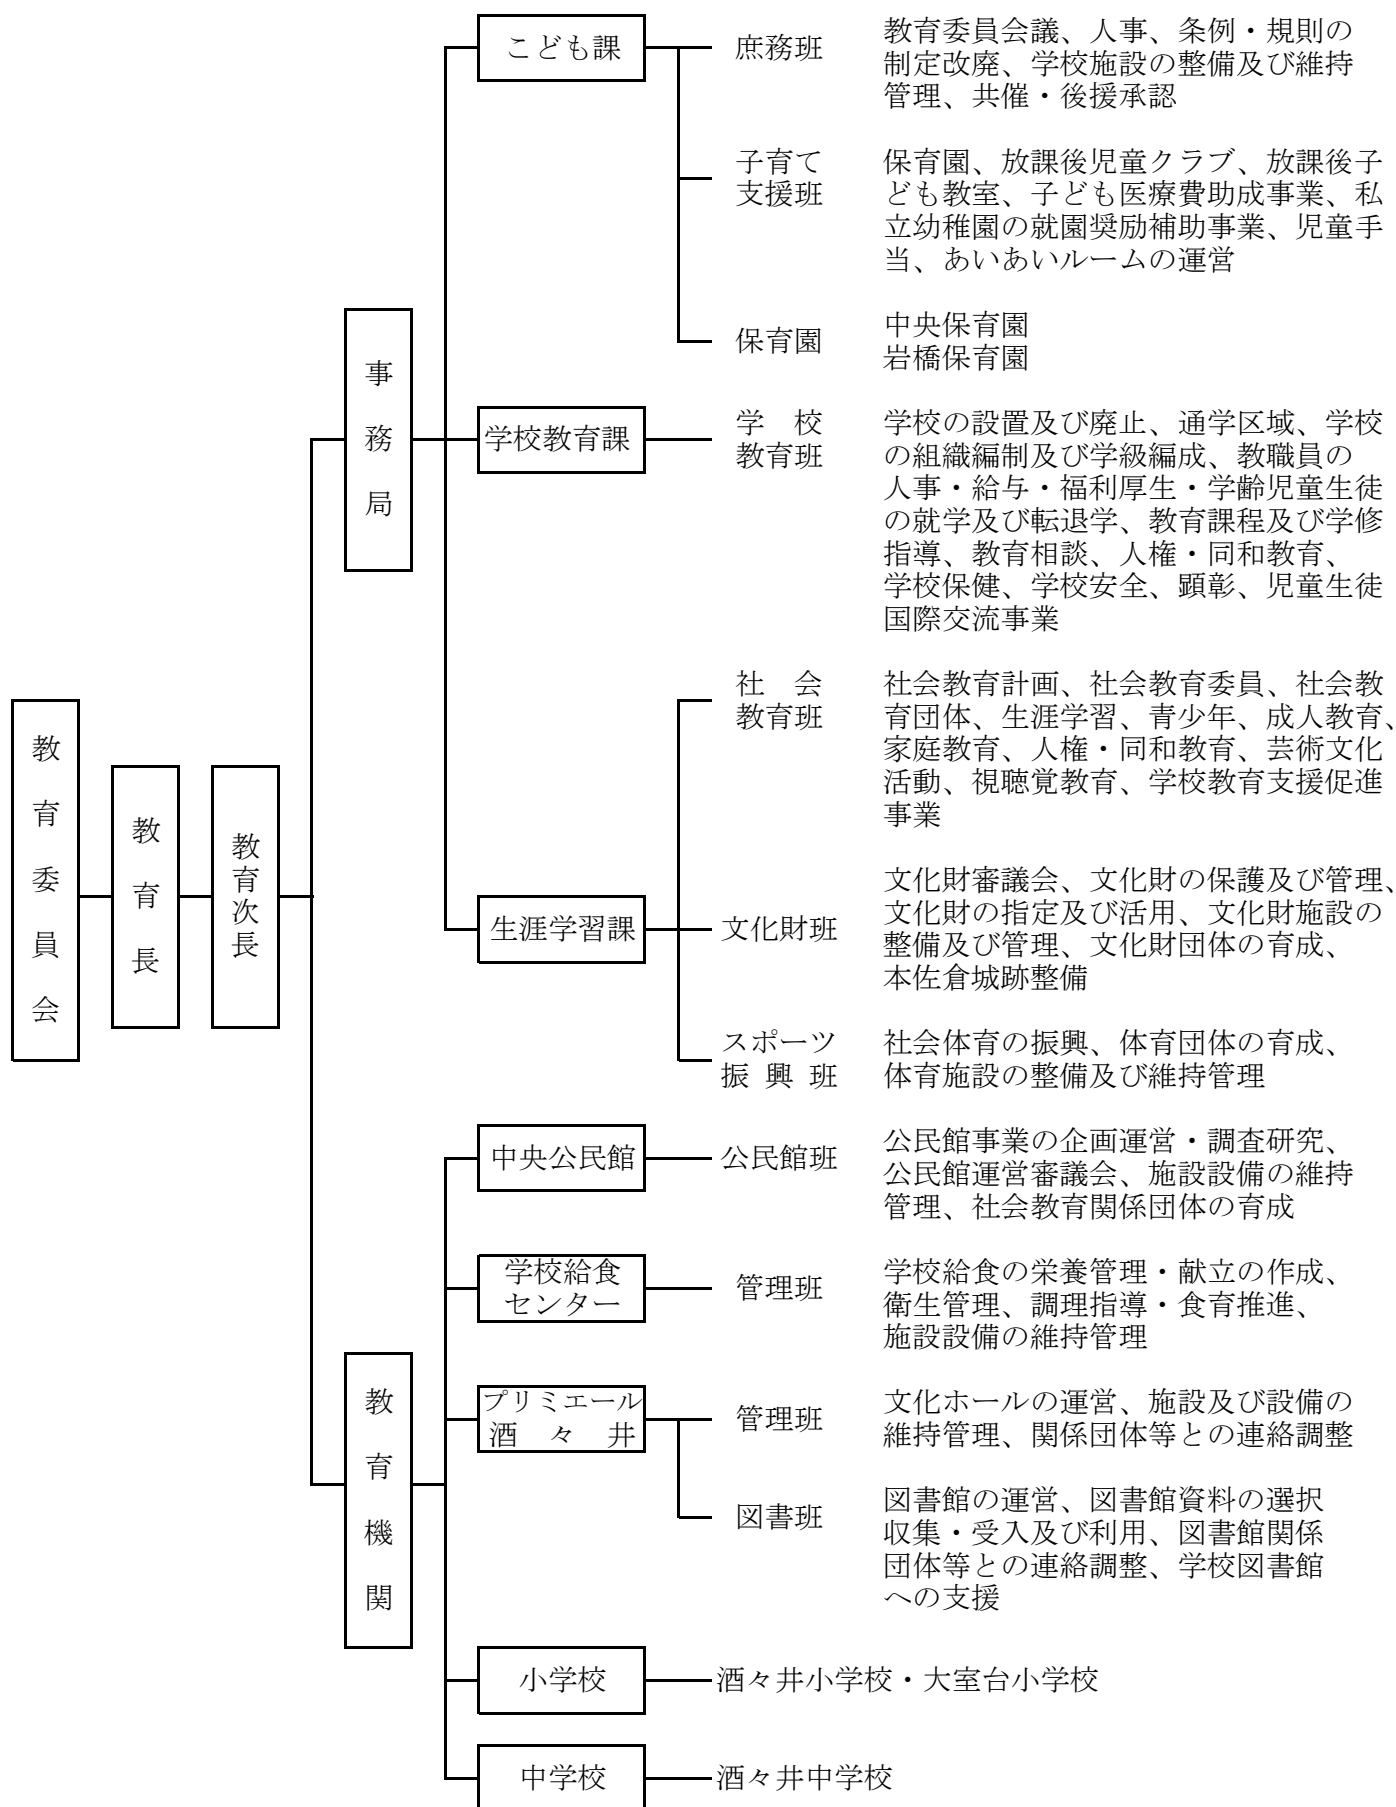 教育委員会
教育長
教育次長
事務局
こども課
庶務班
教育委員会議、人事、条例・規則の
制定改廃、学校施設の整備及び維持
管理、共催・後援承認
子育て
支援班
保育園、放課後児童クラブ、放課後子
ども教室、子ども医療費助成事業、私
立幼稚園の就園奨励補助事業、児童手
当、あいあいルームの運営
保育園
中央保育園
岩橋保育園
学校教育課
学 校
教育班
学校の設置及び廃止、通学区域、学校
の組織編制及び学級編成、教職員の
人事・給与・福利厚生・学齢児童生徒
の就学及び転退学、教育課程及び学修
指導、教育相談、人権・同和教育、
学校保健、学校安全、顕彰、児童生徒
国際交流事業
生涯学習課
社 会
教育班
社会教育計画、社会教育委員、社会教
育団体、生涯学習、青少年、成人教育、
家庭教育、人権・同和教育、芸術文化
活動、視聴覚教育、学校教育支援促進
事業
文化財班
文化財審議会、文化財の保護及び管理、
文化財の指定及び活用、文化財施設の
整備及び管理、文化財団体の育成、
本佐倉城跡整備
スポーツ
振 興 班
社会体育の振興、体育団体の育成、
体育施設の整備及び維持管理
教育機関
中央公民館
公民館班
公民館事業の企画運営・調査研究、
公民館運営審議会、施設設備の維持
管理、社会教育関係団体の育成
学校給食
センター
管理班
学校給食の栄養管理・献立の作成、
衛生管理、調理指導・食育推進、
施設設備の維持管理
プリミエール
酒 々 井
管理班
文化ホールの運営、施設及び設備の
維持管理、関係団体等との連絡調整
図書班
図書館の運営、図書館資料の選択
収集・受入及び利用、図書館関係
団体等との連絡調整、学校図書館
への支援
小学校
酒々井小学校・大室台小学校
中学校
酒々井中学校